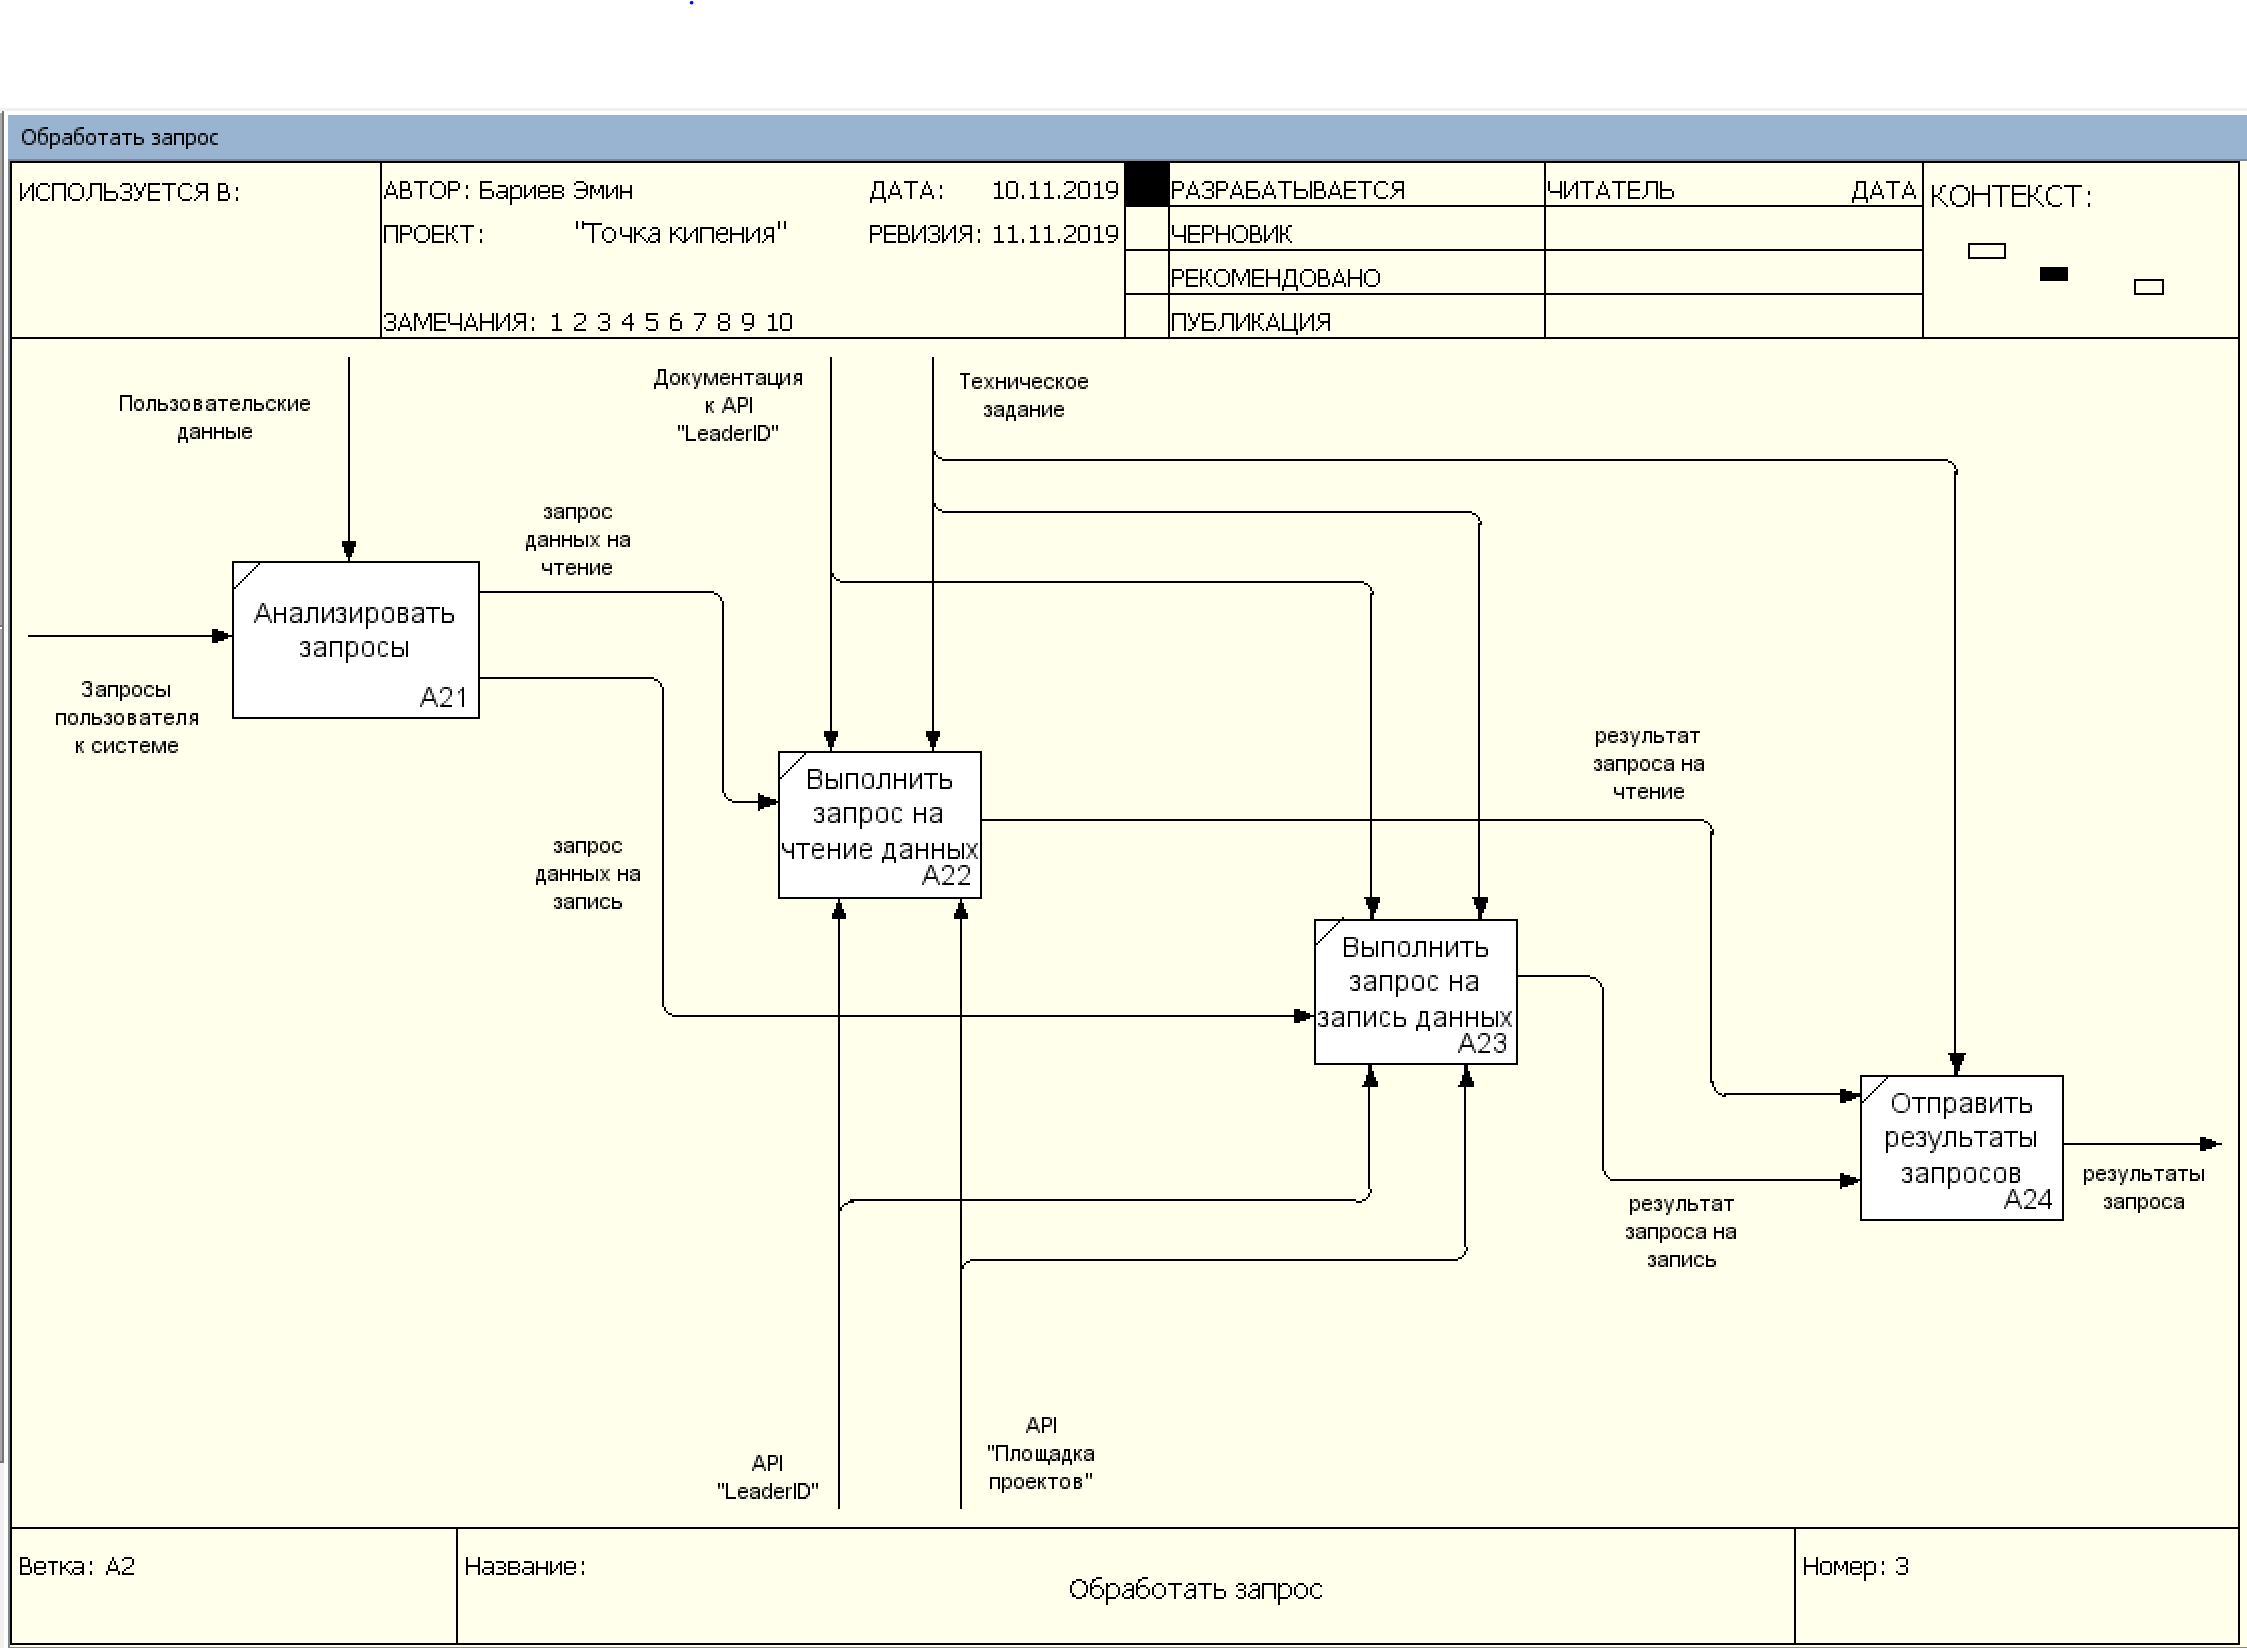 Обработать запрос
ИСПОЛЬЗУЕТСЯ В:
АВТОР: Бариев Эмин
ДАТА: 10.11.2019
ПРОЕКТ: "Точка кипения"
РЕВИЗИЯ: 11.11.2019
ЗАМЕЧАНИЯ: 1 2 3 4 5 6 7 8 9 10
РАЗРАБАТЫВАЕТСЯ
ЧЕРНОВИК
РЕКОМЕНДОВАНО
ПУБЛИКАЦИЯ
ЧИТАТЕЛЬ
ДАТА
КОНТЕКСТ:
Пользовательские
данные
Документация
к API
"LeaderID"
Техническое
задание
запрос
данных на
чтение
Анализировать
запросы
A21
Запросы
пользователя
к системе
Выполнить
запрос на
чтение данных
A22
результат
запроса на
чтение
запрос
данных на
запись
Выполнить
запрос на
запись данных
A23
Отправить
результаты
запросов
A24
результаты
запроса
результат
запроса на
запись
API
"LeaderID"
API
"Площадка
проектов"
Ветка: A2
Название:
Обработать запрос
Номер: 3